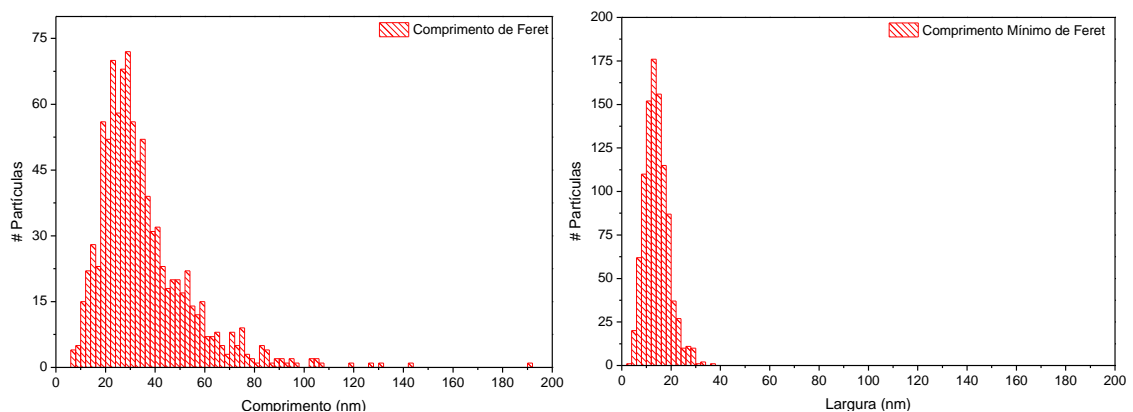 Comprimento de Feret
75
60
45
30
15
0
# Partículas
0 20 40 60 80 100 120 140 160 180 200
Comprimento (nm)
Comprimento Mínimo de Feret
200
175
150
125
100
75
50
25
0
# Partículas
0 20 40 60 80 100 120 140 160 180 200
Largura (nm)